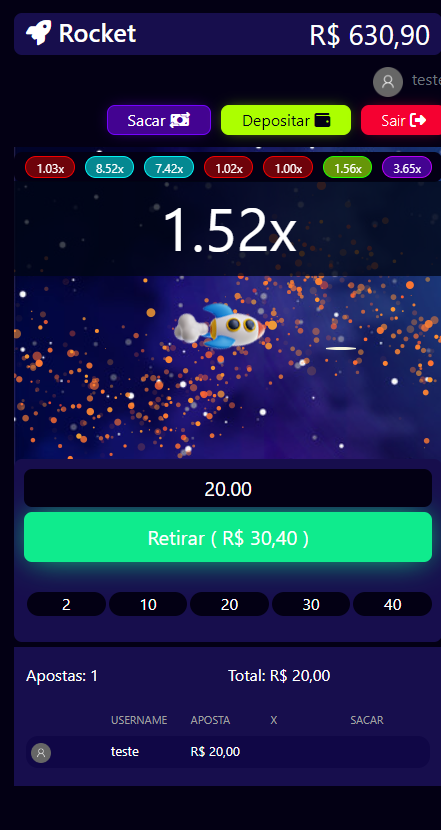 Rocket R$ 630,90
teste
Sacar Depositar Sair
1.03x 8.52x 7.42x 1.02x 1.00x 1.56x 3.65x
1.52x
20.00
Retirar ( R$ 30,40 )
2 10 20 30 40
Apostas: 1 Total: R$ 20,00
USERNAME APOSTA X SACAR
teste R$ 20,00